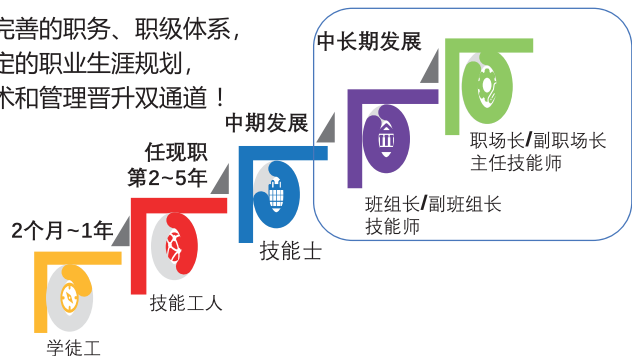 完善的职务、职级体系，
定的职业生涯规划，
术和管理晋升双通道！
中长期发展
职场长/副职场长
主任技能师
中期发展
班组长/副班组长
技能师
任现职
第2~5年
技能士
2个月~1年
技能工人
学徒工